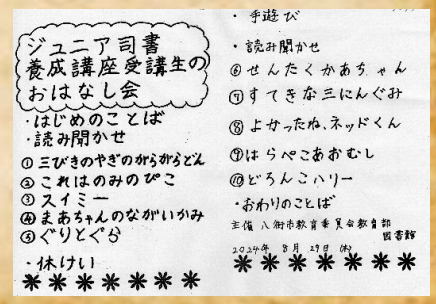 ジュニア司書
養成講座受講生の
おはなし会
・はじめのことば
・読み聞かせ
①三びきのやぎのがらがらどん
②これはのみのぴこ
③スイミー
④まあちゃんのながいかみ
⑤ぐりとぐら
・休けい
・手遊び
・読み聞かせ
⑥せんたくかあちゃん
⑦すてきな三にんぐみ
⑧よかったね、ネッドくん
⑨はらぺこあおむし
⑩どろんこハリー
・おわりのことば
主催 八街市教育委員会教育部
図書館
2024年 8月 29日 (木)